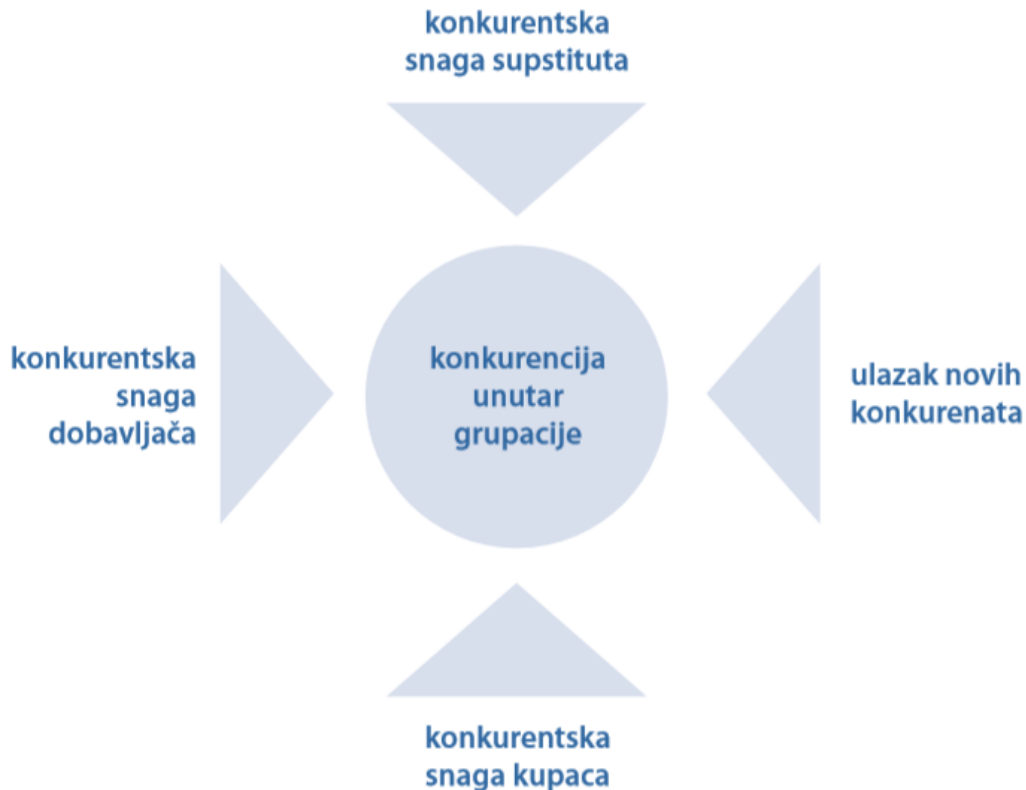 konkurentska
snaga supstituta
konkurentska
snaga
dobavljača
konkurencija
unutar
grupacije
ulazak novih
konkurenata
konkurentska
snaga kupaca